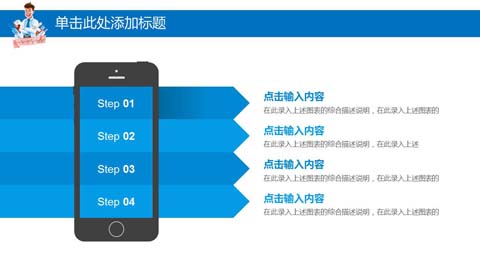 单击此处添加标题
Step 01
点击输入内容
在此录入上述图表的综合描述说明，在此录入上述图表的
Step 02
点击输入内容
在此录入上述图表的综合描述说明，在此录入上述
Step 03
点击输入内容
在此录入上述图表的综合描述说明，在此录入上述图表的
Step 04
点击输入内容
在此录入上述图表的综合描述说明，在此录入上述图表的